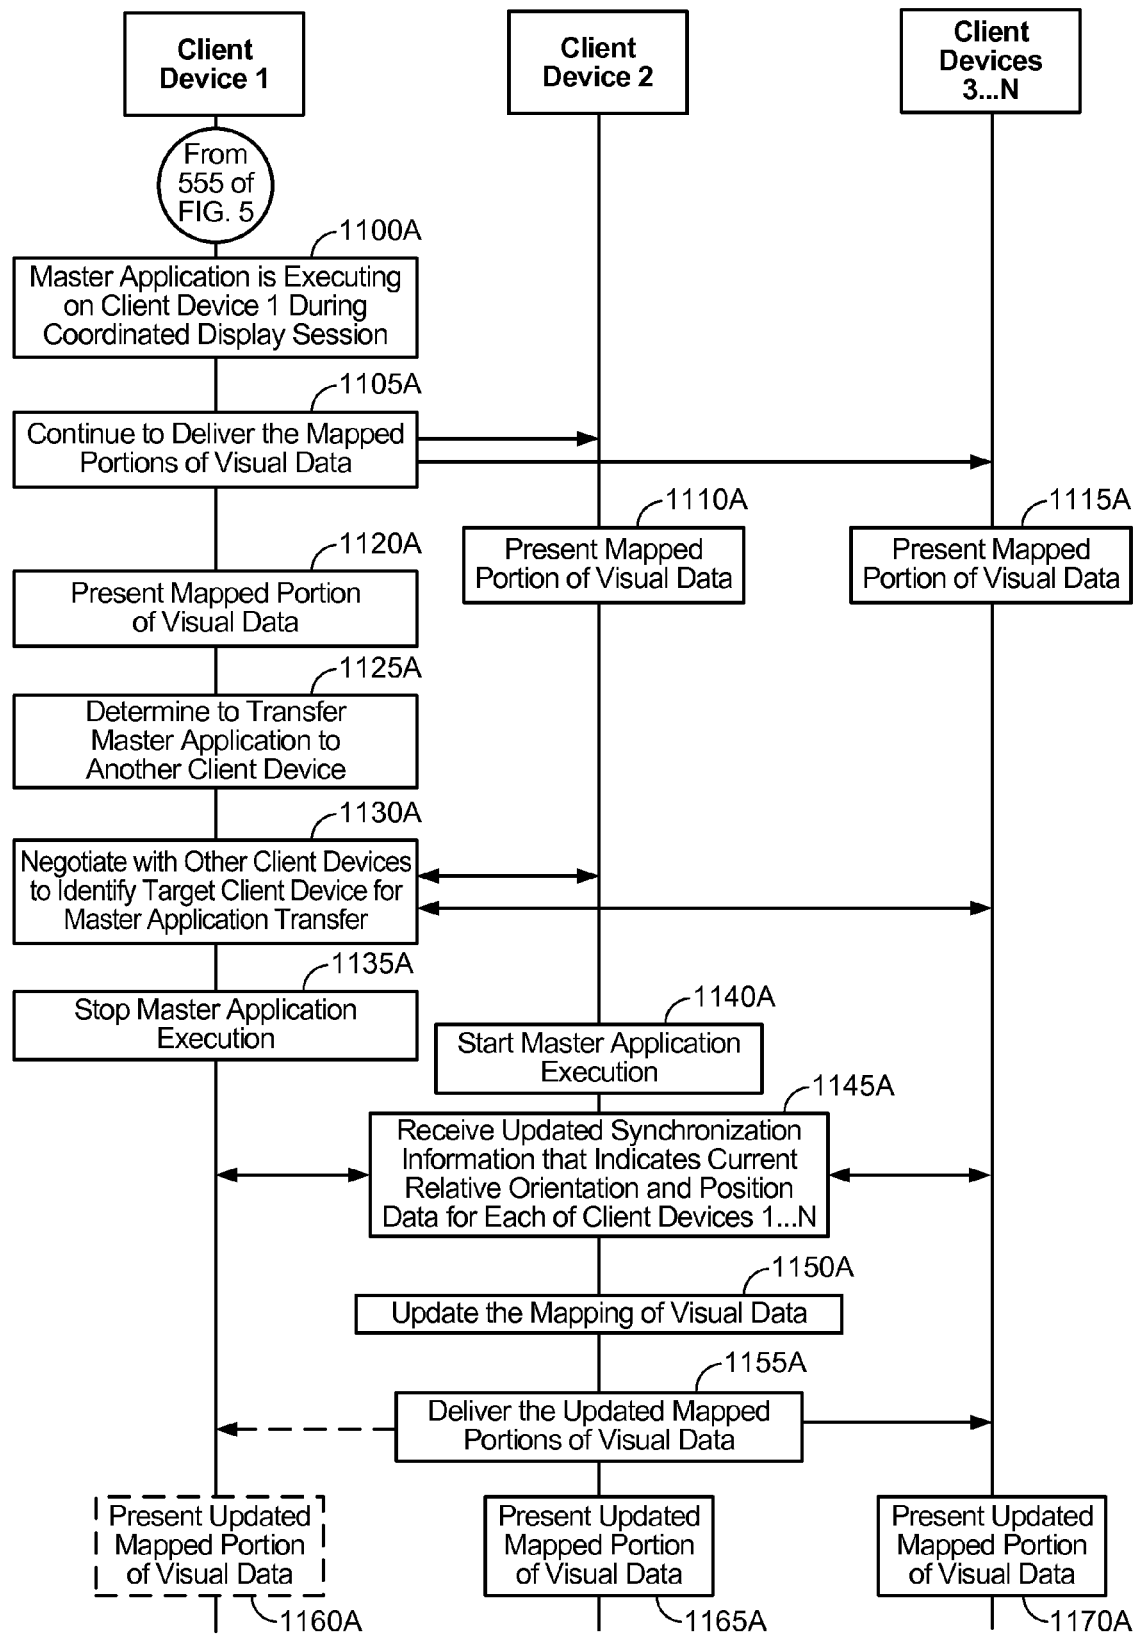 Client
Device 1
Client
Device 2
Client
Devices
3...N
From
555 of
FIG. 5
1100A
Master Application is Executing
on Client Device 1 During
Coordinated Display Session
1105A
Continue to Deliver the Mapped
Portions of Visual Data
1110A
Present Mapped
Portion of Visual Data
1115A
Present Mapped
Portion of Visual Data
1120A
Present Mapped Portion
of Visual Data
1125A
Determine to Transfer
Master Application to
Another Client Device
1130A
Negotiate with Other Client Devices
to Identify Target Client Device for
Master Application Transfer
1135A
Stop Master Application
Execution
1140A
Start Master Application
Execution
1145A
Receive Updated Synchronization
Information that Indicates Current
Relative Orientation and Position
Data for Each of Client Devices 1...N
1150A
Update the Mapping of Visual Data
1155A
Deliver the Updated Mapped
Portions of Visual Data
Present Updated
Mapped Portion
of Visual Data
1160A
Present Updated
Mapped Portion
of Visual Data
1165A
Present Updated
Mapped Portion
of Visual Data
1170A